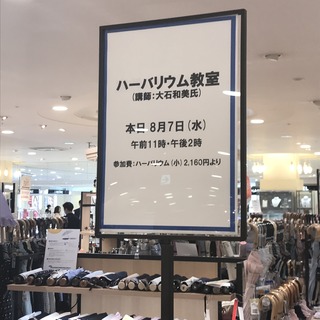 ハーバリウム教室
(講師:大石和美氏)
本日 8月7日(水)
午前11時・午後2時
参加費:ハーバリウム(小) 2,160円より